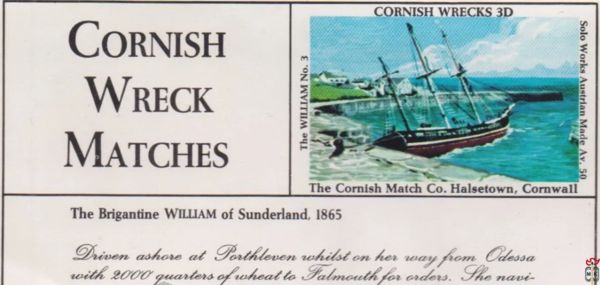 CORNISH
WRECK
MATCHES
CORNISH WRECKS 3D
The WILLIAM No. 3
Solo Works Austrian Made Av. 50
The Cornish Match Co. Halsetown, Cornwall
The Brigantine WILLIAM of Sunderland, 1865
Driven ashore at Porthleven whilst on her way from Odessa
with 2000 quarters of wheat to Falmouth for orders. She navi-